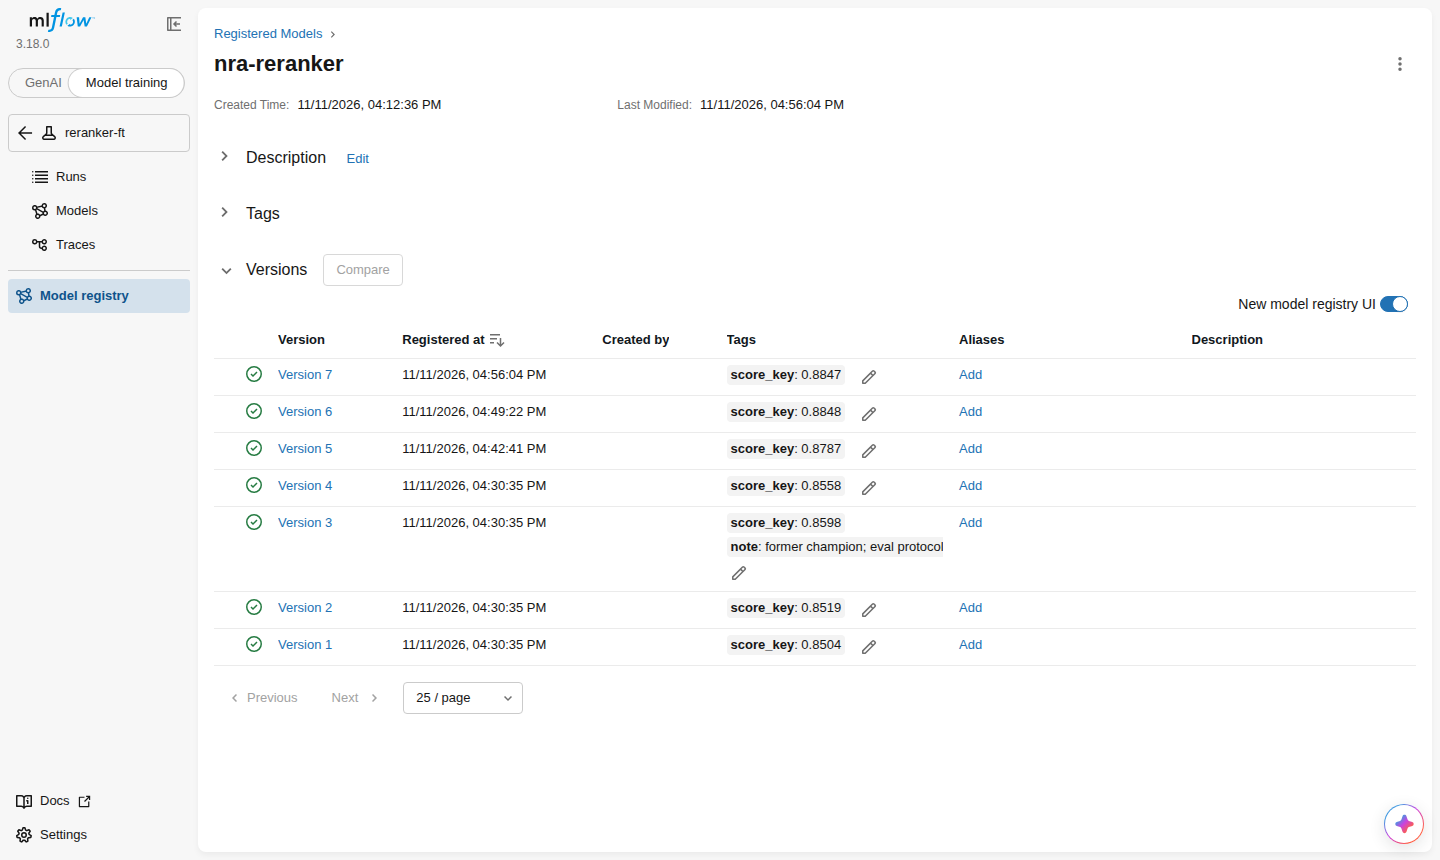 mlflow
3.18.0
GenAI Model training
reranker-ft
Runs
Models
Traces
Model registry
Docs
Settings
Registered Models
nra-reranker
Created Time: 11/11/2026, 04:12:36 PM Last Modified: 11/11/2026, 04:56:04 PM
Description Edit
Tags
Versions Compare
New model registry UI
Version Registered at Created by Tags Aliases Description
Version 7 11/11/2026, 04:56:04 PM score_key: 0.8847 Add
Version 6 11/11/2026, 04:49:22 PM score_key: 0.8848 Add
Version 5 11/11/2026, 04:42:41 PM score_key: 0.8787 Add
Version 4 11/11/2026, 04:30:35 PM score_key: 0.8558 Add
Version 3 11/11/2026, 04:30:35 PM score_key: 0.8598 Add
note: former champion; eval protocol
Version 2 11/11/2026, 04:30:35 PM score_key: 0.8519 Add
Version 1 11/11/2026, 04:30:35 PM score_key: 0.8504 Add
Previous Next 25 / page